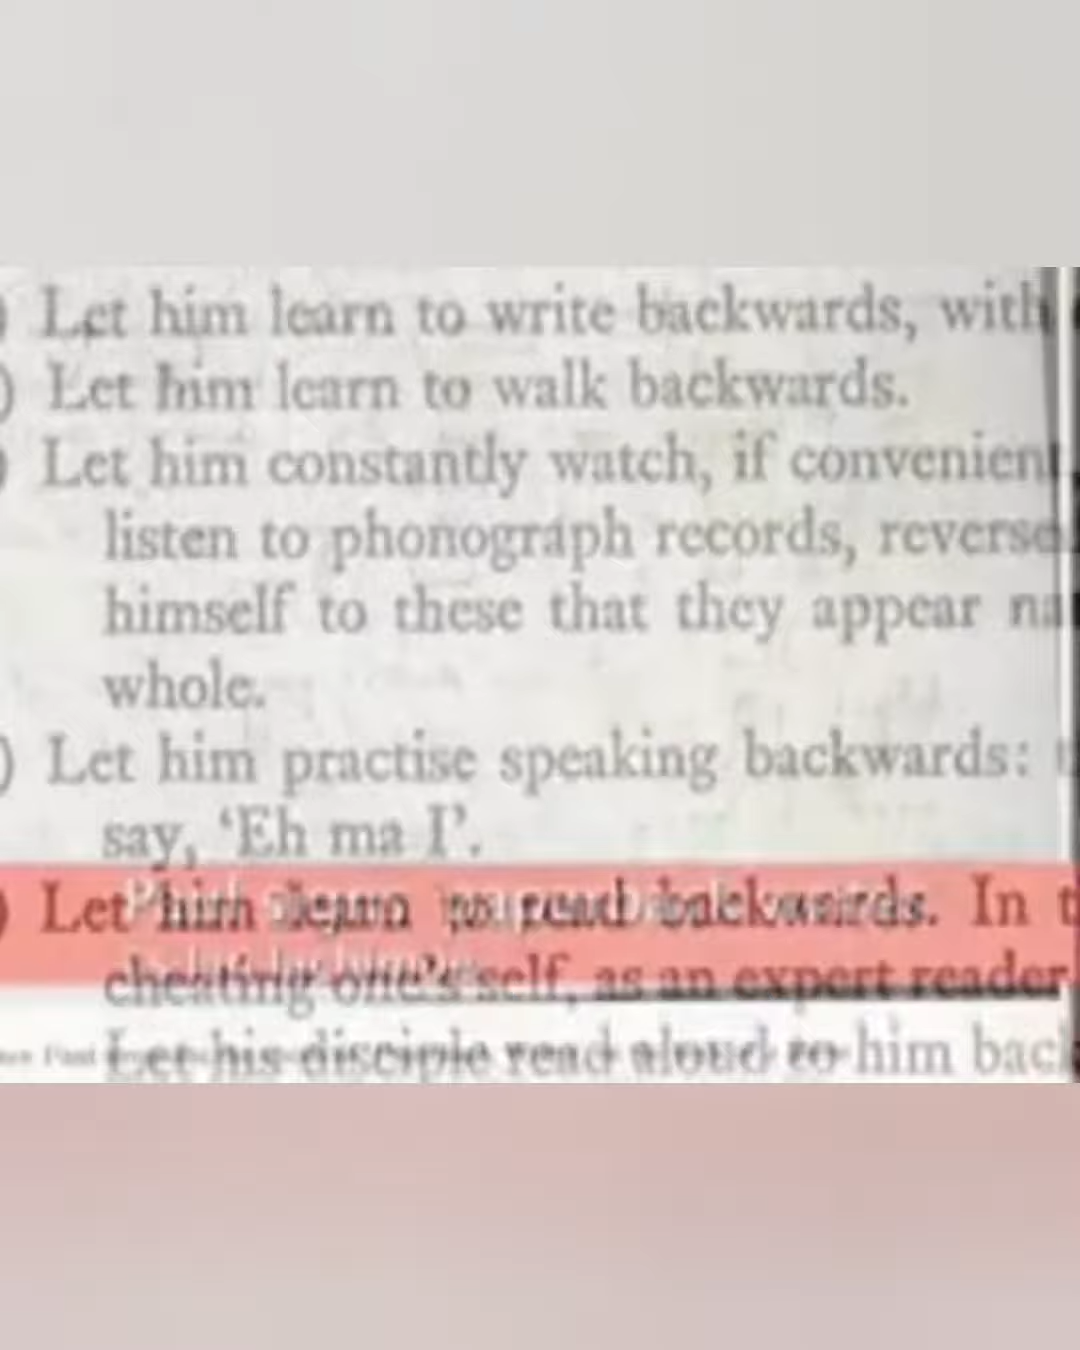 ) Let him learn to write backwards, with
) Let him learn to walk backwards.
) Let him constantly watch, if convenient,
listen to phonograph records, reverse
himself to these that they appear na
whole.
) Let him practise speaking backwards:
say, ‘Eh ma I’.
) Let him learn to read backwards. In t
cheating one's self, as an expert reader
Let his disciple read aloud to him back